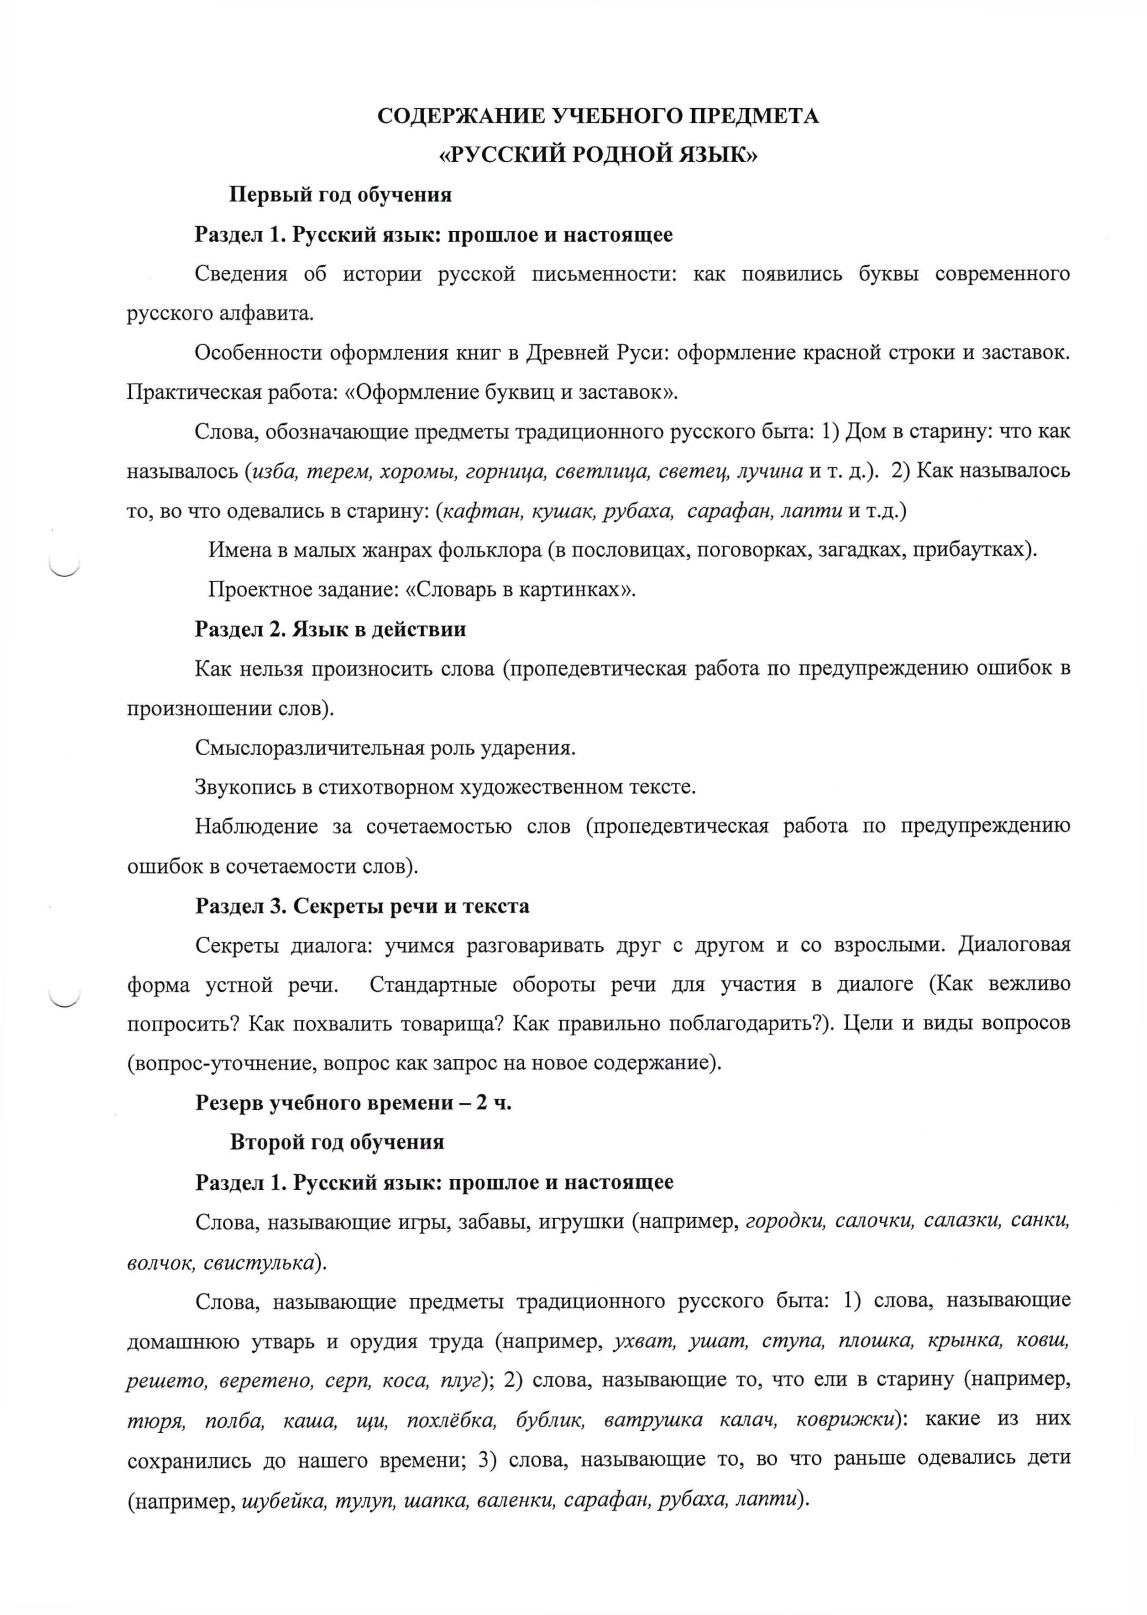 СОДЕРЖАНИЕ УЧЕБНОГО ПРЕДМЕТА
«РУССКИЙ РОДНОЙ ЯЗЫК»
Первый год обучения
Раздел 1. Русский язык: прошлое и настоящее
Сведения об истории русской письменности: как появились буквы современного
русского алфавита.
Особенности оформления книг в Древней Руси: оформление красной строки и заставок.
Практическая работа: «Оформление буквиц и заставок».
Слова, обозначающие предметы традиционного русского быта: 1) Дом в старину: что как
называлось (изба, терем, хоромы, горница, светлица, светец, лучина и т. д.). 2) Как называлось
то, во что одевались в старину: (кафтан, кушак, рубаха, сарафан, лапти и т.д.)
Имена в малых жанрах фольклора (в пословицах, поговорках, загадках, прибаутках).
Проектное задание: «Словарь в картинках».
Раздел 2. Язык в действии
Как нельзя произносить слова (пропедевтическая работа по предупреждению ошибок в
произношении слов).
Смыслоразличительная роль ударения.
Звукопись в стихотворном художественном тексте.
Наблюдение за сочетаемостью слов (пропедевтическая работа по предупреждению
ошибок в сочетаемости слов).
Раздел 3. Секреты речи и текста
Секреты диалога: учимся разговаривать друг с другом и со взрослыми. Диалоговая
форма устной речи. Стандартные обороты речи для участия в диалоге (Как вежливо
попросить? Как похвалить товарища? Как правильно поблагодарить?). Цели и виды вопросов
(вопрос-уточнение, вопрос как запрос на новое содержание).
Резерв учебного времени – 2 ч.
Второй год обучения
Раздел 1. Русский язык: прошлое и настоящее
Слова, называющие игры, забавы, игрушки (например, городки, салочки, салазки, санки,
волчок, свистулька).
Слова, называющие предметы традиционного русского быта: 1) слова, называющие
домашнюю утварь и орудия труда (например, ухват, ушат, ступа, плошка, крынка, ковш,
решето, веретено, серп, коса, плуг); 2) слова, называющие то, что ели в старину (например,
тюря, полба, каша, щи, похлёбка, бублик, ватрушка калач, коврижки): какие из них
сохранились до нашего времени; 3) слова, называющие то, во что раньше одевались дети
(например, шубейка, тулуп, шапка, валенки, сарафан, рубаха, лапти).